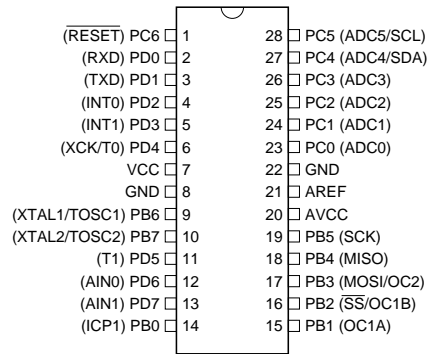 (RESET) PC6 1 28 PC5 (ADC5/SCL)
(RXD) PD0 2 27 PC4 (ADC4/SDA)
(TXD) PD1 3 26 PC3 (ADC3)
(INT0) PD2 4 25 PC2 (ADC2)
(INT1) PD3 5 24 PC1 (ADC1)
(XCK/T0) PD4 6 23 PC0 (ADC0)
VCC 7 22 GND
GND 8 21 AREF
(XTAL1/TOSC1) PB6 9 20 AVCC
(XTAL2/TOSC2) PB7 10 19 PB5 (SCK)
(T1) PD5 11 18 PB4 (MISO)
(AIN0) PD6 12 17 PB3 (MOSI/OC2)
(AIN1) PD7 13 16 PB2 (SS/OC1B)
(ICP1) PB0 14 15 PB1 (OC1A)